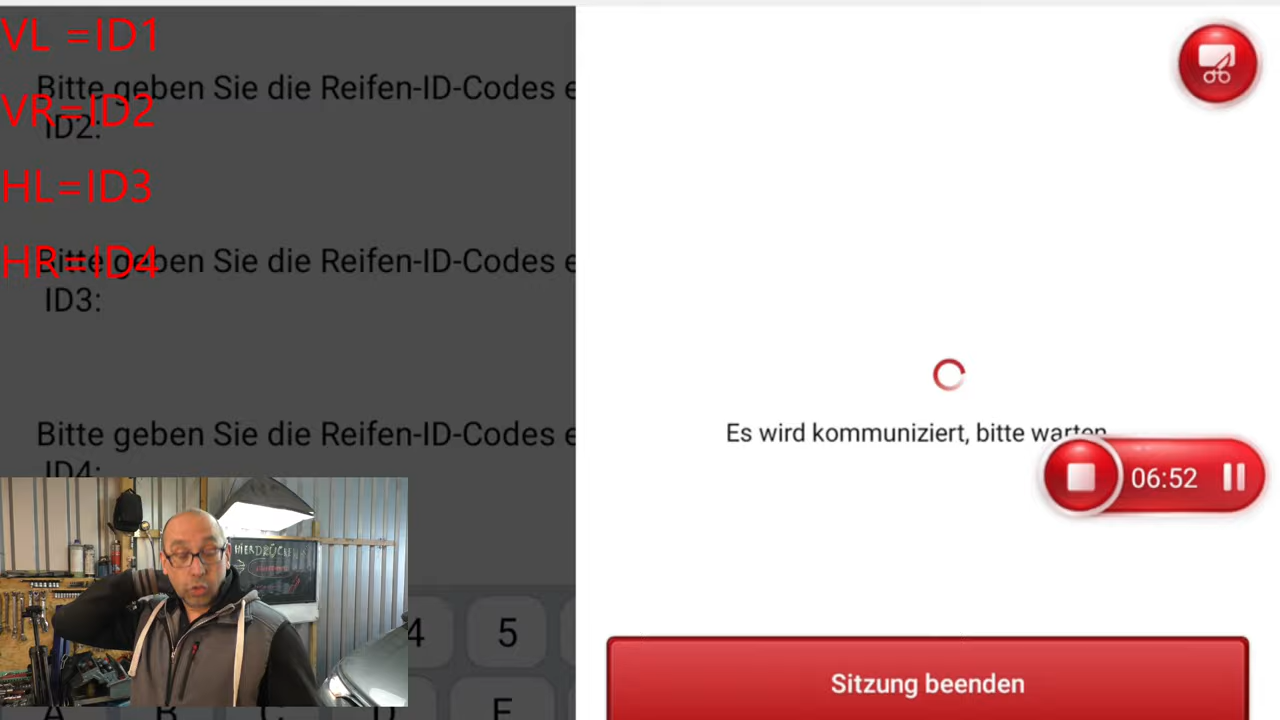 VL =ID1
Bitte geben Sie die Reifen-ID-Codes e
VR=ID2
ID2:
HL=ID3
HR=ID4
Bitte geben Sie die Reifen-ID-Codes e
ID3:
Bitte geben Sie die Reifen-ID-Codes e
ID4:
Es wird kommuniziert, bitte warten
06:52
HIERDRÜCKE
4 5
A B C D E
Sitzung beenden